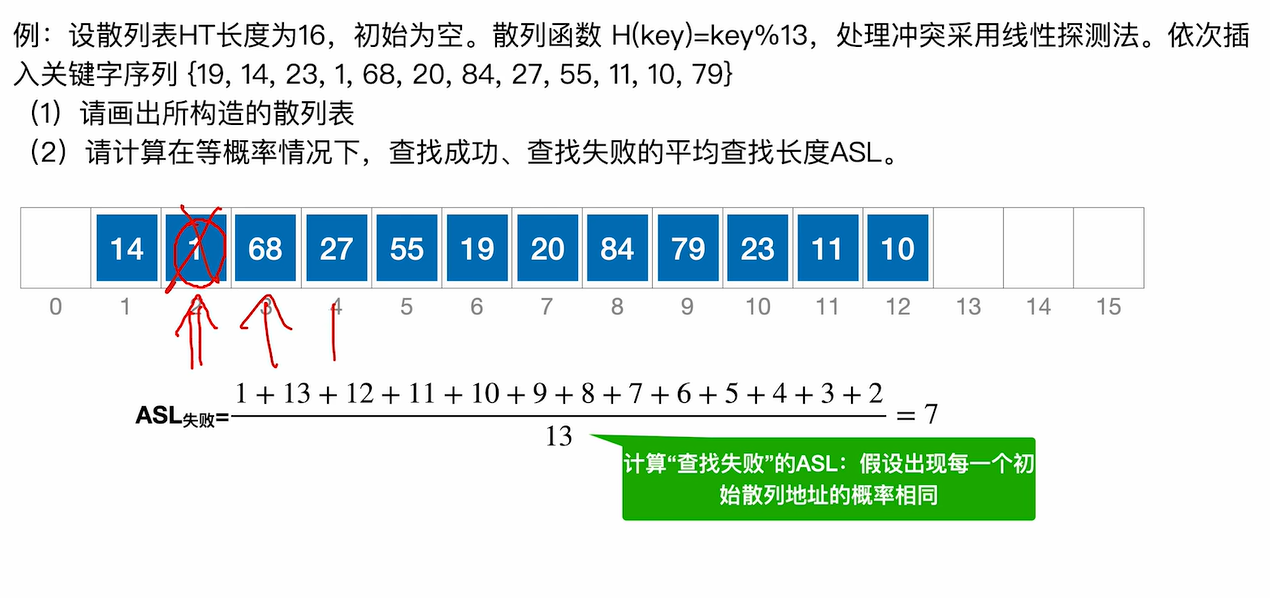 例：设散列表HT长度为16，初始为空。散列函数 H(key)=key%13，处理冲突采用线性探测法。依次插
入关键字序列 {19, 14, 23, 1, 68, 20, 84, 27, 55, 11, 10, 79}
（1）请画出所构造的散列表
（2）请计算在等概率情况下，查找成功、查找失败的平均查找长度ASL。
14 1 68 27 55 19 20 84 79 23 11 10
0 1 2 3 4 5 6 7 8 9 10 11 12 13 14 15
1 + 13 + 12 + 11 + 10 + 9 + 8 + 7 + 6 + 5 + 4 + 3 + 2
ASL失败= = 7
13
计算“查找失败”的ASL：假设出现每一个初
始散列地址的概率相同